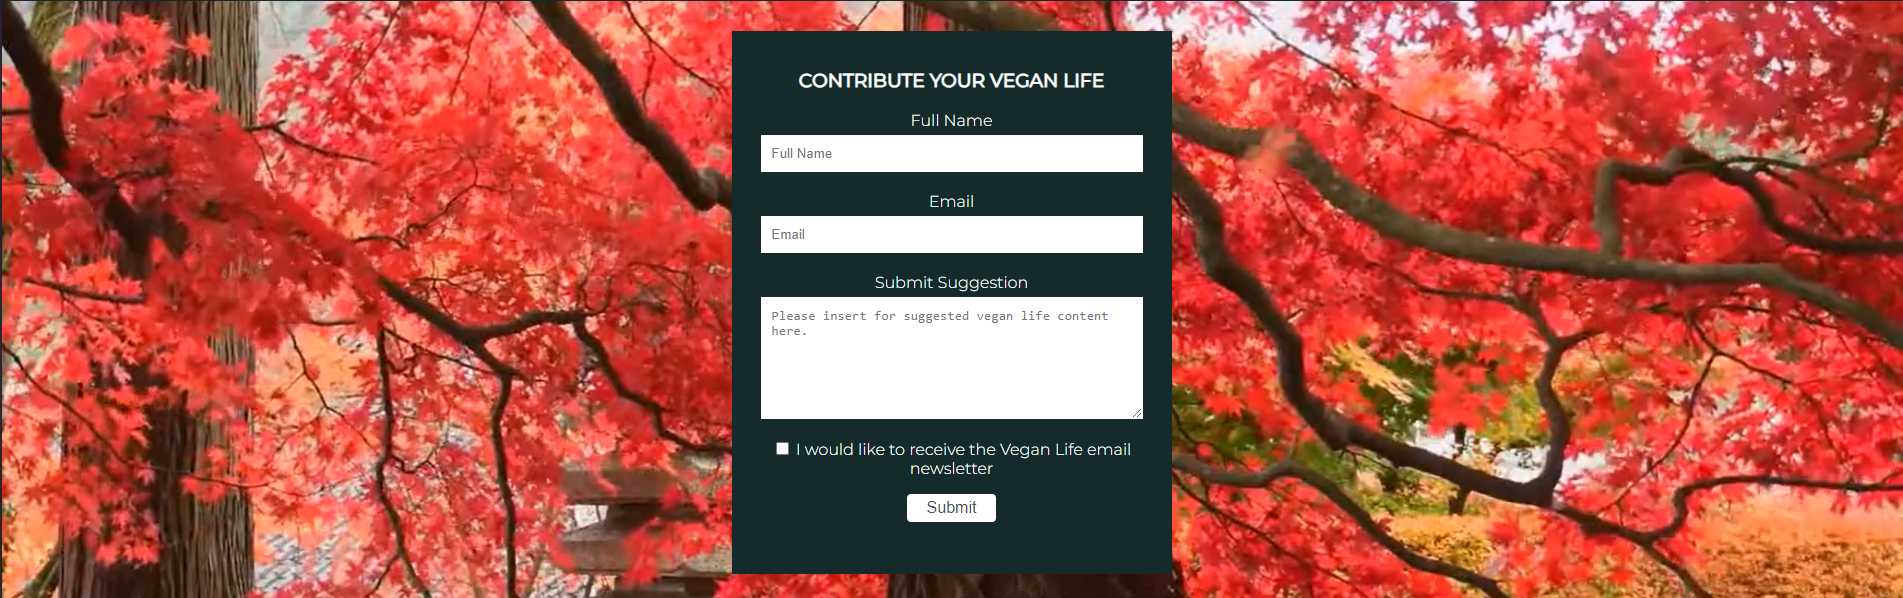 CONTRIBUTE YOUR VEGAN LIFE
Full Name
Full Name
Email
Email
Submit Suggestion
Please insert for suggested vegan life content
here.
I would like to receive the Vegan Life email
newsletter
Submit